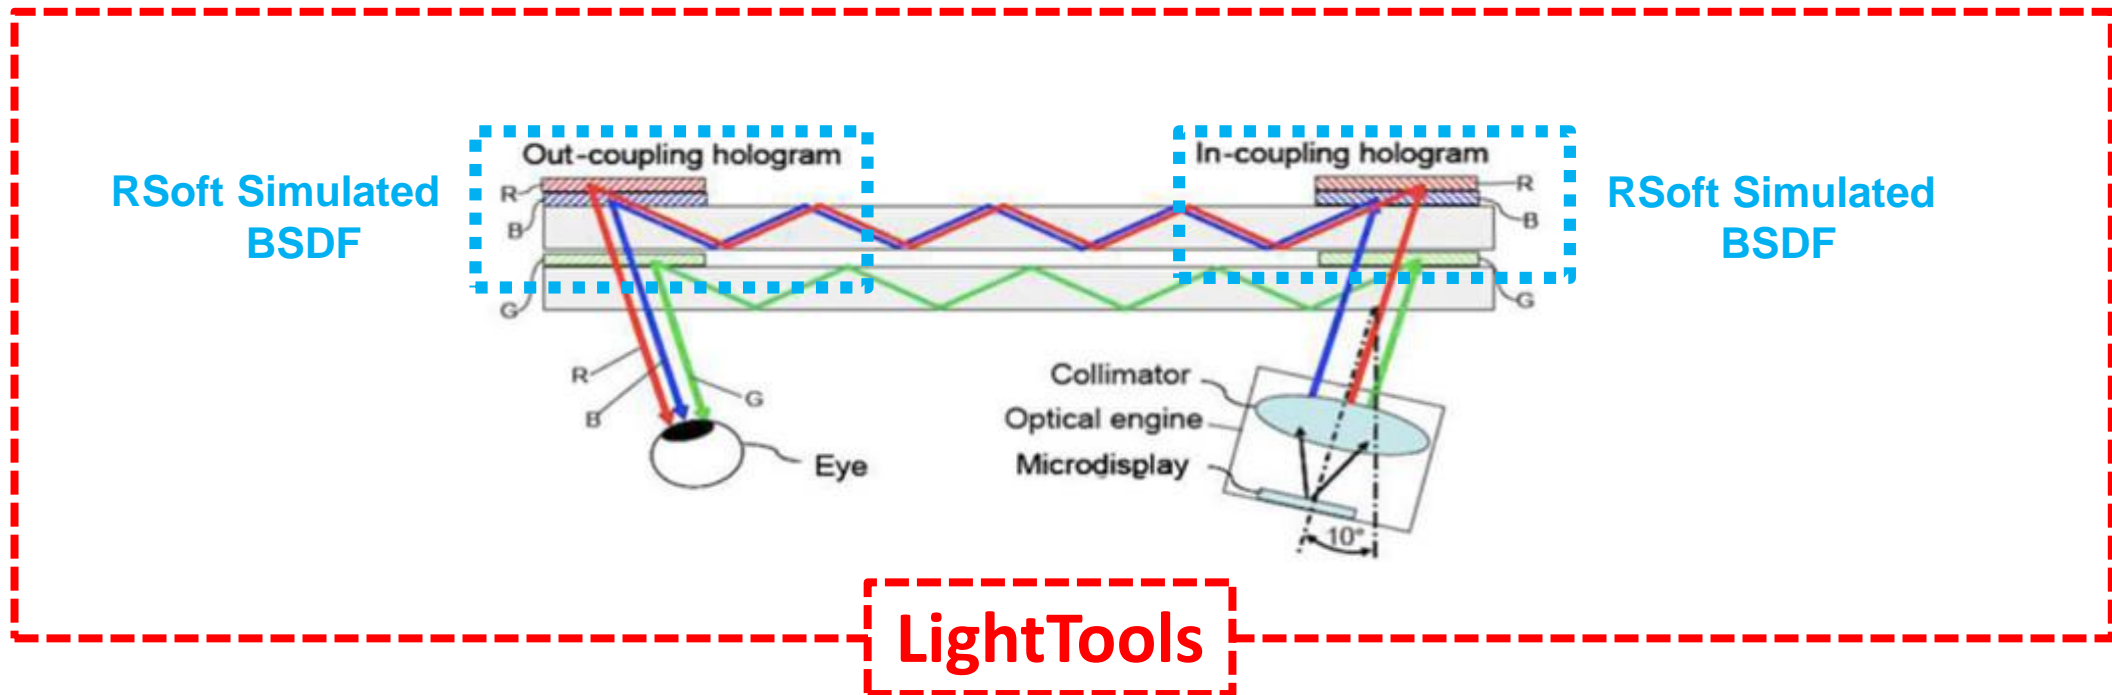 Out-coupling hologram
In-coupling hologram
RSoft Simulated
BSDF
R
B
G
G
R
B
G
R
B
G
RSoft Simulated
BSDF
Eye
Collimator
Optical engine
Microdisplay
10°
LightTools